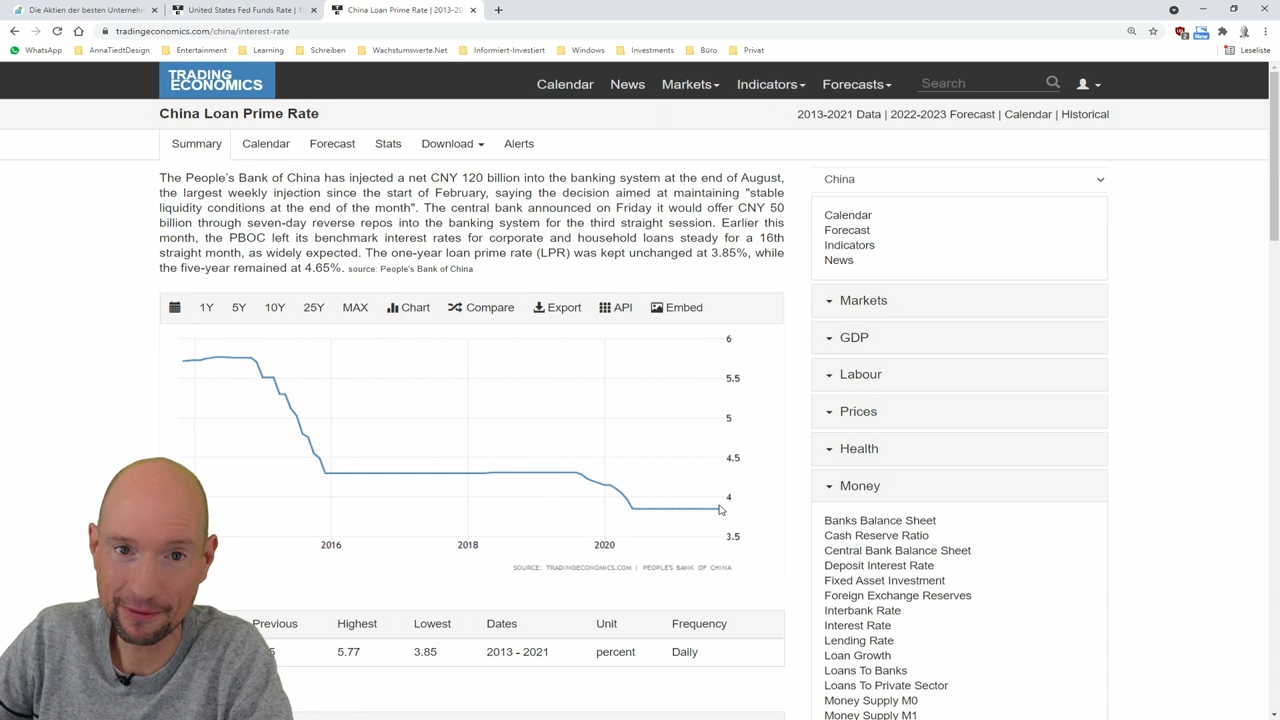 Die Aktien der besten Unterneh
United States Fed Funds Rate | 19
China Loan Prime Rate | 2013-20
tradingeconomics.com/china/interest-rate
WhatsApp
AnnaTiedtDesign
Entertainment
Learning
Schreiben
Wachstumswerte.Net
Informiert-Investiert
Windows
Investments
Büro
Privat
Leseliste
TRADING
ECONOMICS
Calendar
News
Markets
Indicators
Forecasts
Search
China Loan Prime Rate
2013-2021 Data | 2022-2023 Forecast | Calendar | Historical
Summary
Calendar
Forecast
Stats
Download
Alerts
The People's Bank of China has injected a net CNY 120 billion into the banking system at the end of August,
the largest weekly injection since the start of February, saying the decision aimed at maintaining "stable
liquidity conditions at the end of the month". The central bank announced on Friday it would offer CNY 50
billion through seven-day reverse repos into the banking system for the third straight session. Earlier this
month, the PBOC left its benchmark interest rates for corporate and household loans steady for a 16th
straight month, as widely expected. The one-year loan prime rate (LPR) was kept unchanged at 3.85%, while
the five-year remained at 4.65%. source: People's Bank of China
1Y
5Y
10Y
25Y
MAX
Chart
Compare
Export
API
Embed
6
5.5
5
4.5
4
3.5
2016
2018
2020
SOURCE: TRADINGECONOMICS.COM | PEOPLE'S BANK OF CHINA
Previous
Highest
Lowest
Dates
Unit
Frequency
5.77
3.85
2013 - 2021
percent
Daily
China
Calendar
Forecast
Indicators
News
Markets
GDP
Labour
Prices
Health
Money
Banks Balance Sheet
Cash Reserve Ratio
Central Bank Balance Sheet
Deposit Interest Rate
Fixed Asset Investment
Foreign Exchange Reserves
Interbank Rate
Interest Rate
Lending Rate
Loan Growth
Loans To Banks
Loans To Private Sector
Money Supply M0
Money Supply M1